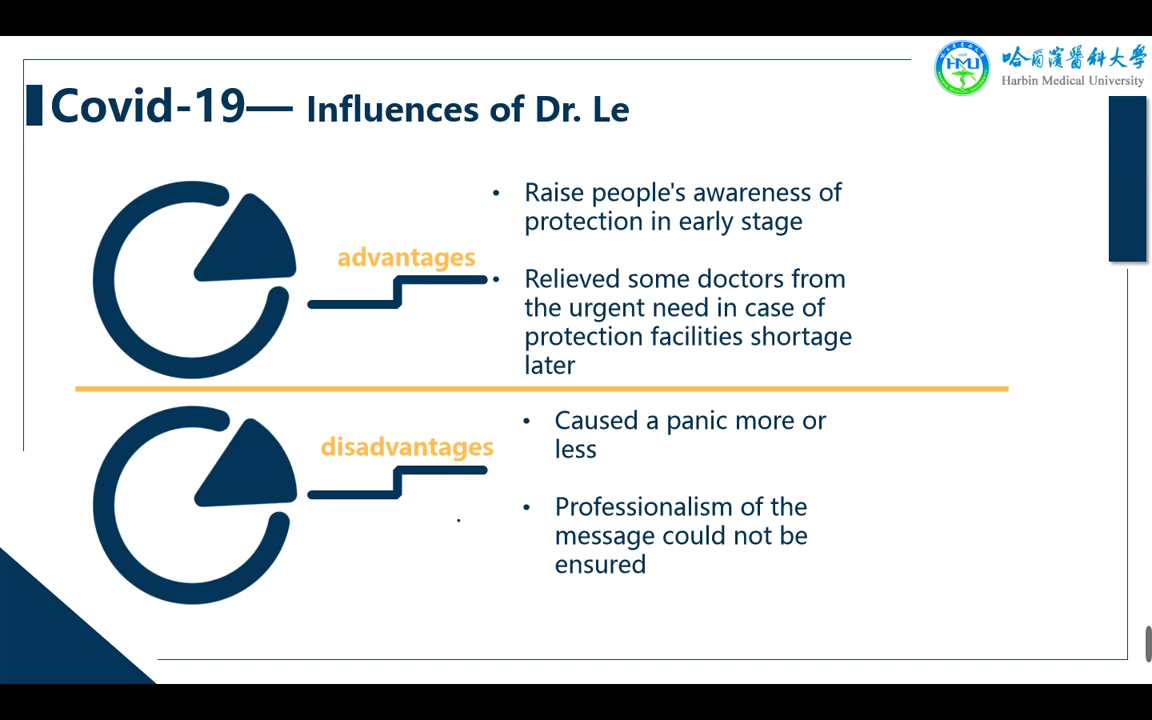 哈爾濱醫科大學
HMU
Harbin Medical University
Covid-19— Influences of Dr. Le
advantages
• Raise people's awareness of
protection in early stage
• Relieved some doctors from
the urgent need in case of
protection facilities shortage
later
disadvantages
• Caused a panic more or
less
• Professionalism of the
message could not be
ensured